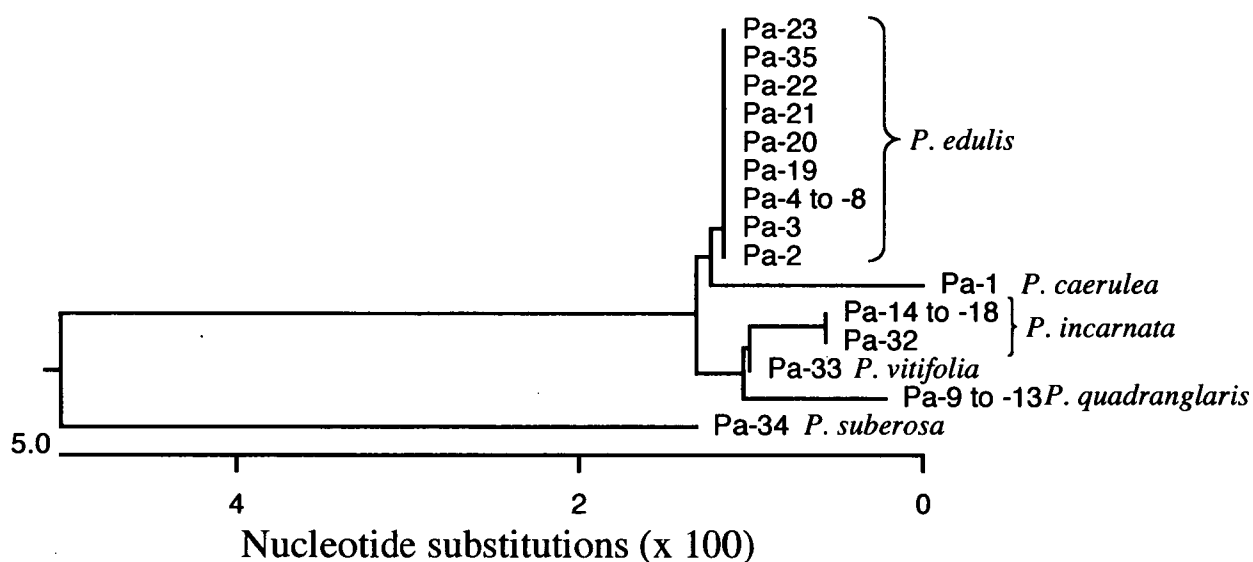 Pa-23
Pa-35
Pa-22
Pa-21
Pa-20
Pa-19
Pa-4 to -8
Pa-3
Pa-2
P. edulis
Pa-1 P. caerulea
Pa-14 to -18
Pa-32
P. incarnata
Pa-33 P. vitifolia
Pa-9 to -13 P. quadranglaris
Pa-34 P. suberosa
5.0
4 2 0
Nucleotide substitutions (x 100)